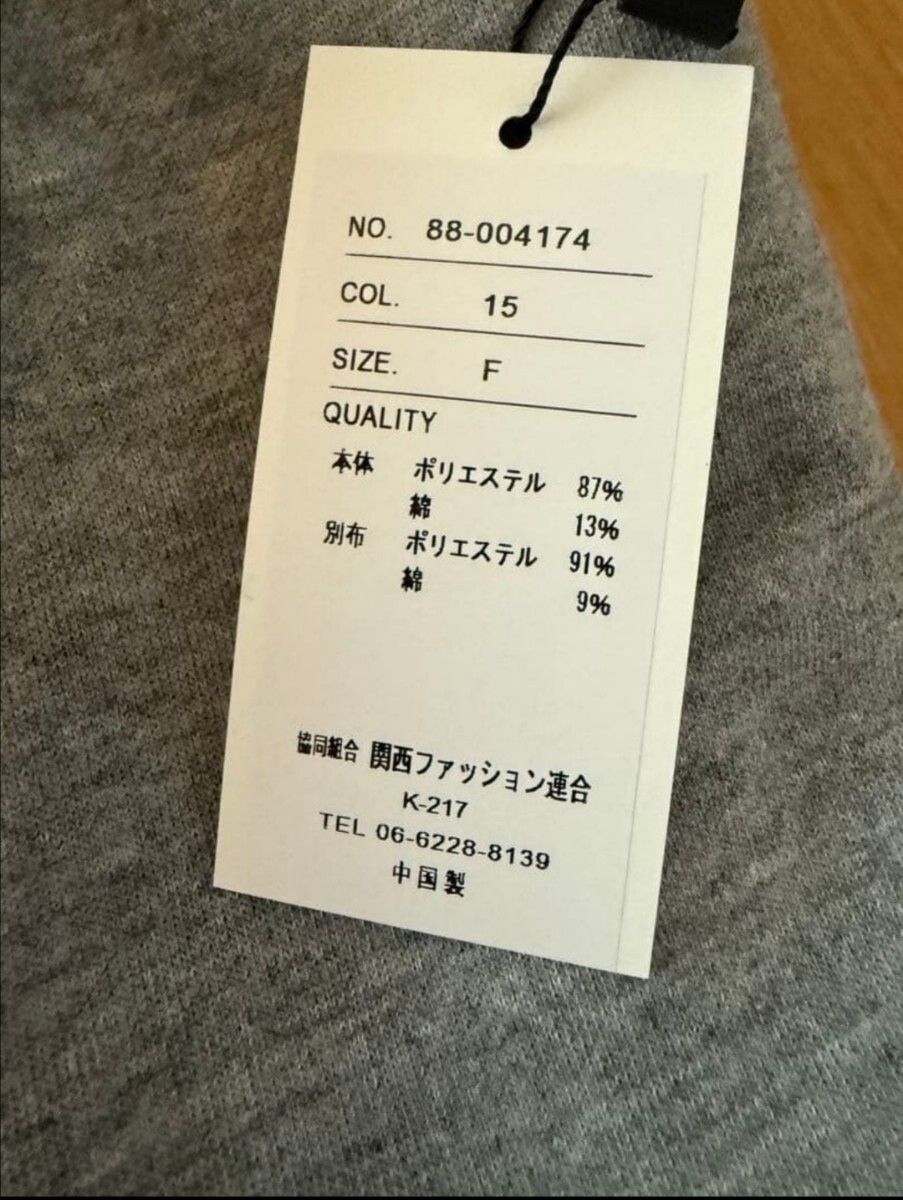 NO. 88-004174
COL. 15
SIZE. F
QUALITY
本体 ポリエステル 87%
綿 13%
別布 ポリエステル 91%
綿 9%
協同組合 関西ファッション連合
K-217
TEL 06-6228-8139
中国製